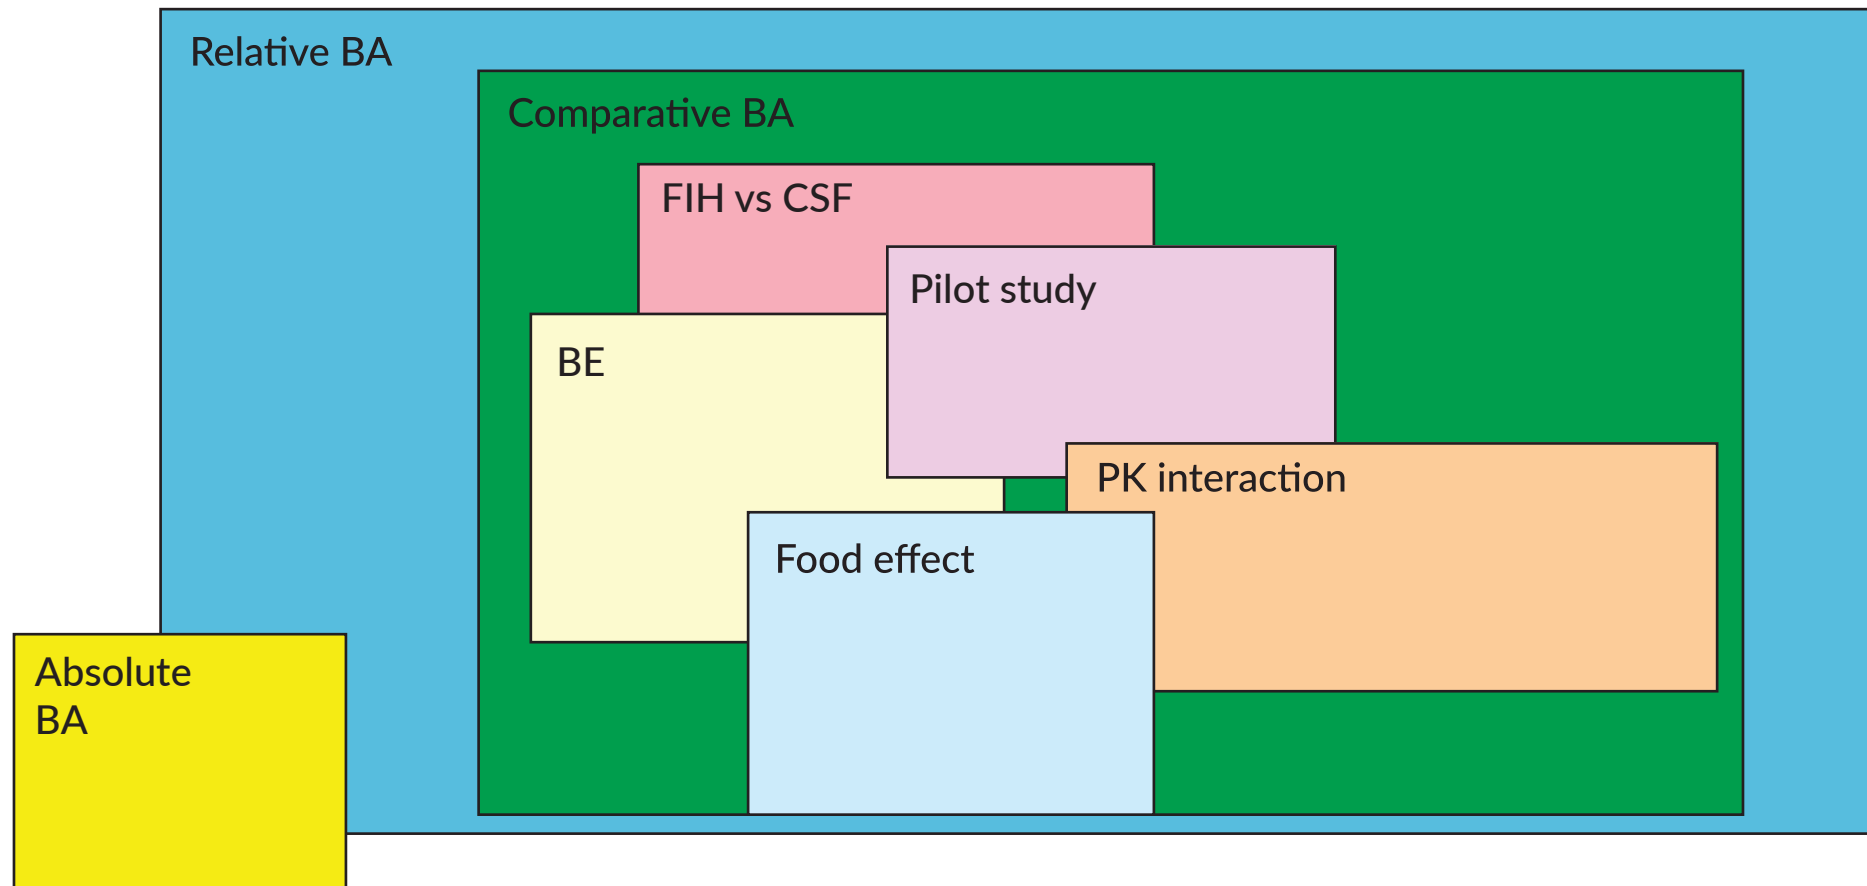 Relative BA
Comparative BA
FIH vs CSF
Pilot study
BE
PK interaction
Food effect
Absolute
BA